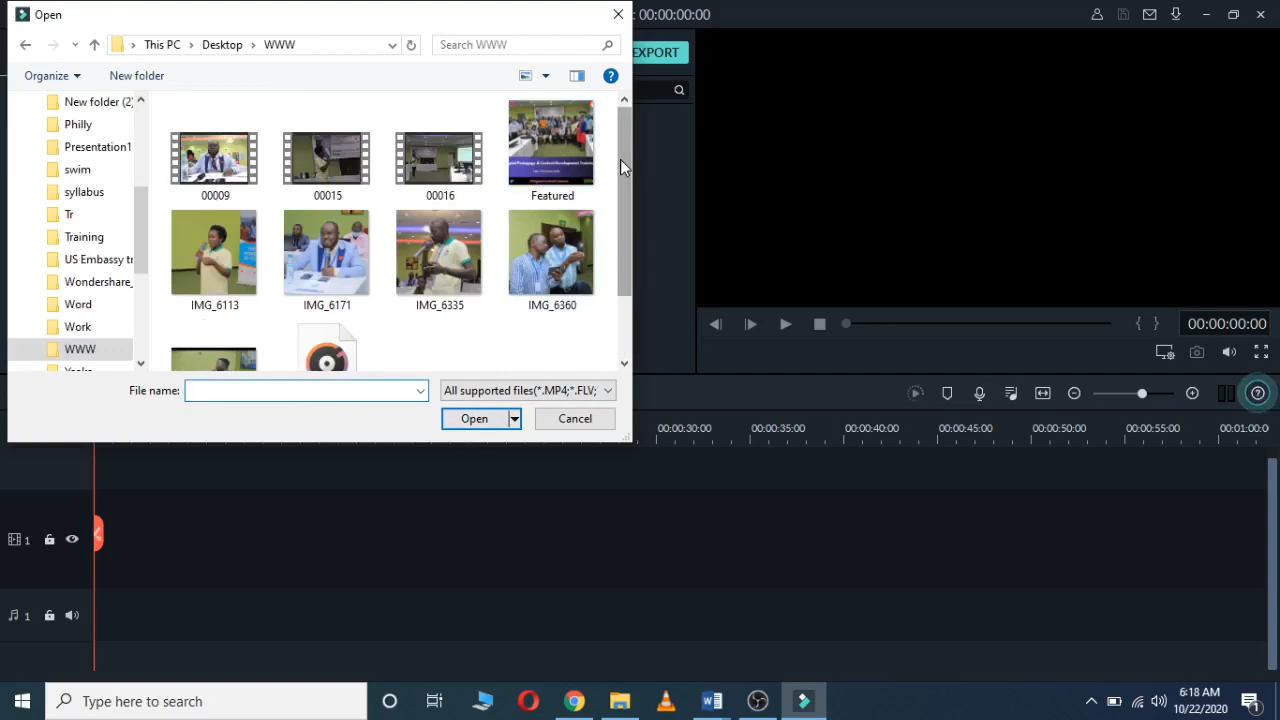 Open
: 00:00:00:00
This PC
Desktop
WWW
Search WWW
EXPORT
Organize
New folder
New folder (2)
Philly
Presentation1
swim
syllabus
Tr
Training
US Embassy tr
Wondershare_
Word
Work
WWW
00009
00015
00016
Featured
IMG_6113
IMG_6171
IMG_6335
IMG_6360
File name:
All supported files(*.MP4;*.FLV;
Open
Cancel
00:00:00:00
00:00:30:00
00:00:35:00
00:00:40:00
00:00:45:00
00:00:50:00
00:00:55:00
00:01:00:0
1
1
Type here to search
6:18 AM
10/22/2020